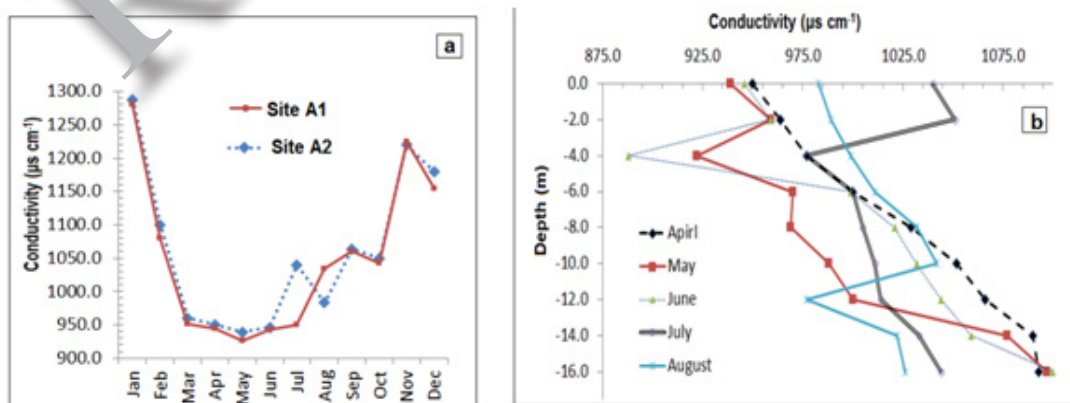 a
Conductivity (µs cm-1)
1300.0
1250.0
1200.0
1150.0
1100.0
1050.0
1000.0
950.0
900.0
Site A1
Site A2
Jan
Feb
Mar
Apr
May
Jun
Jul
Aug
Sep
Oct
Nov
Dec
Conductivity (µs cm-1)
875.0 925.0 975.0 1025.0 1075.0
b
Depth (m)
0.0
-2.0
-4.0
-6.0
-8.0
-10.0
-12.0
-14.0
-16.0
Apirl
May
June
July
August